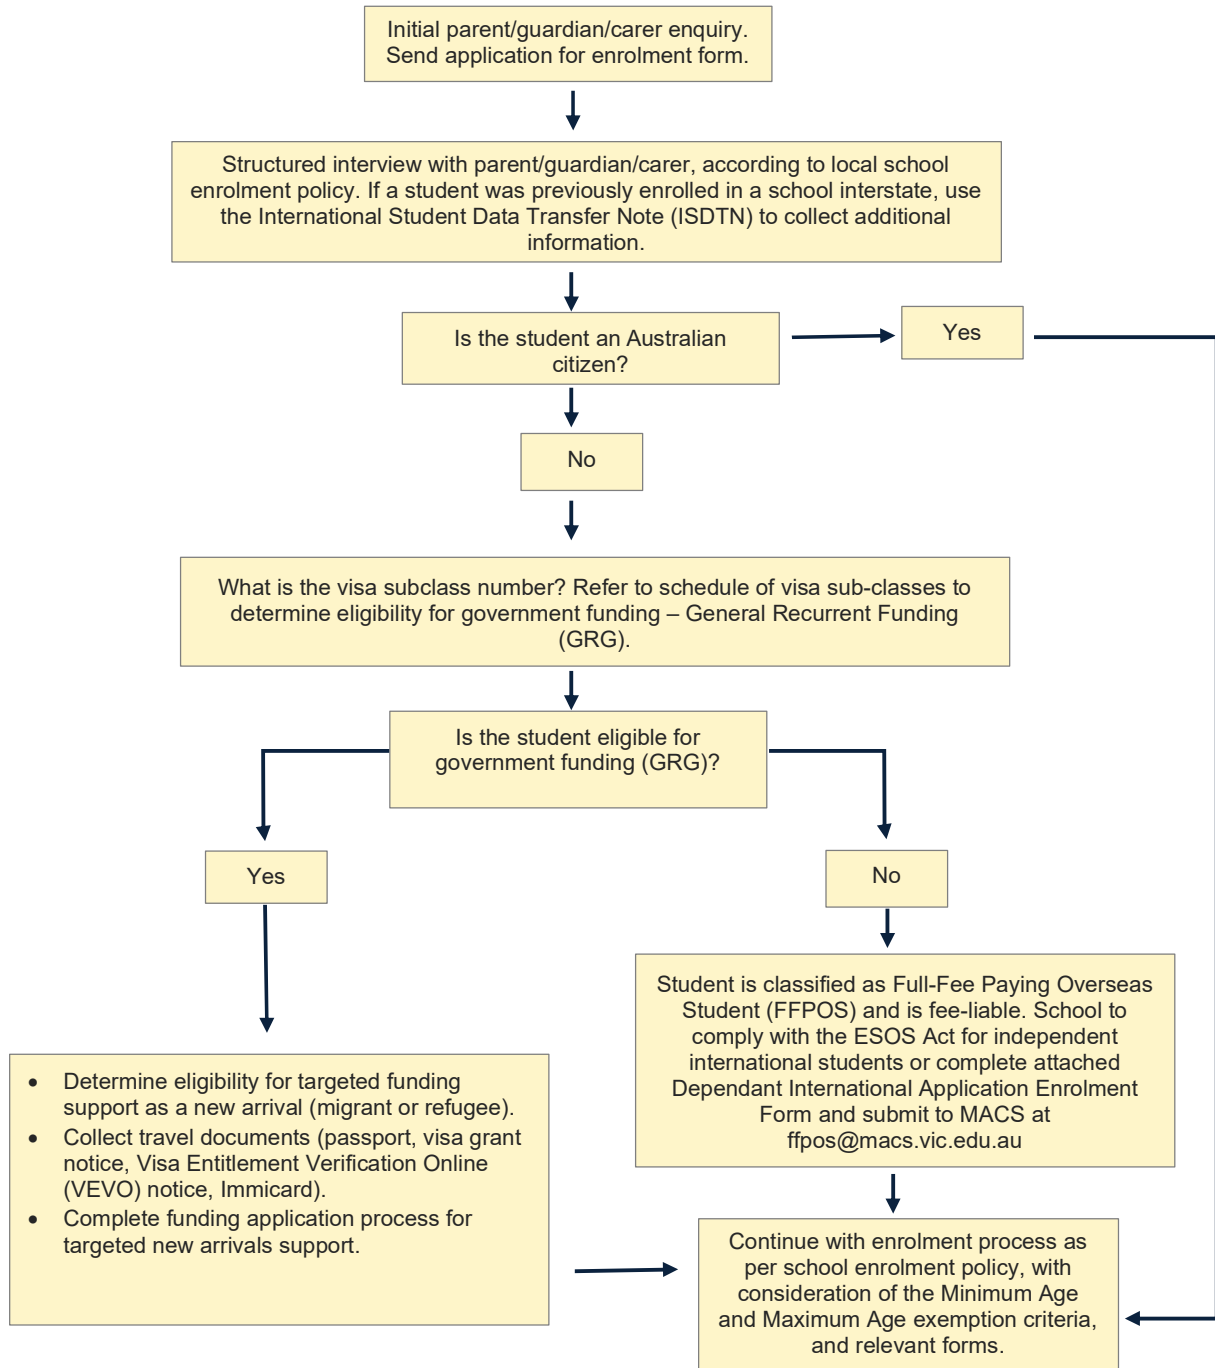 Initial parent/guardian/carer enquiry.
Send application for enrolment form.
Structured interview with parent/guardian/carer, according to local school
enrolment policy. If a student was previously enrolled in a school interstate, use
the International Student Data Transfer Note (ISDTN) to collect additional
information.
Is the student an Australian
citizen?
Yes
No
What is the visa subclass number? Refer to schedule of visa sub-classes to
determine eligibility for government funding – General Recurrent Funding
(GRG).
Is the student eligible for
government funding (GRG)?
Yes
No
Student is classified as Full-Fee Paying Overseas
Student (FFPOS) and is fee-liable. School to
comply with the ESOS Act for independent
international students or complete attached
Dependant International Application Enrolment
Form and submit to MACS at
ffpos@macs.vic.edu.au
• Determine eligibility for targeted funding
support as a new arrival (migrant or refugee).
• Collect travel documents (passport, visa grant
notice, Visa Entitlement Verification Online
(VEVO) notice, Immicard).
• Complete funding application process for
targeted new arrivals support.
Continue with enrolment process as
per school enrolment policy, with
consideration of the Minimum Age
and Maximum Age exemption criteria,
and relevant forms.